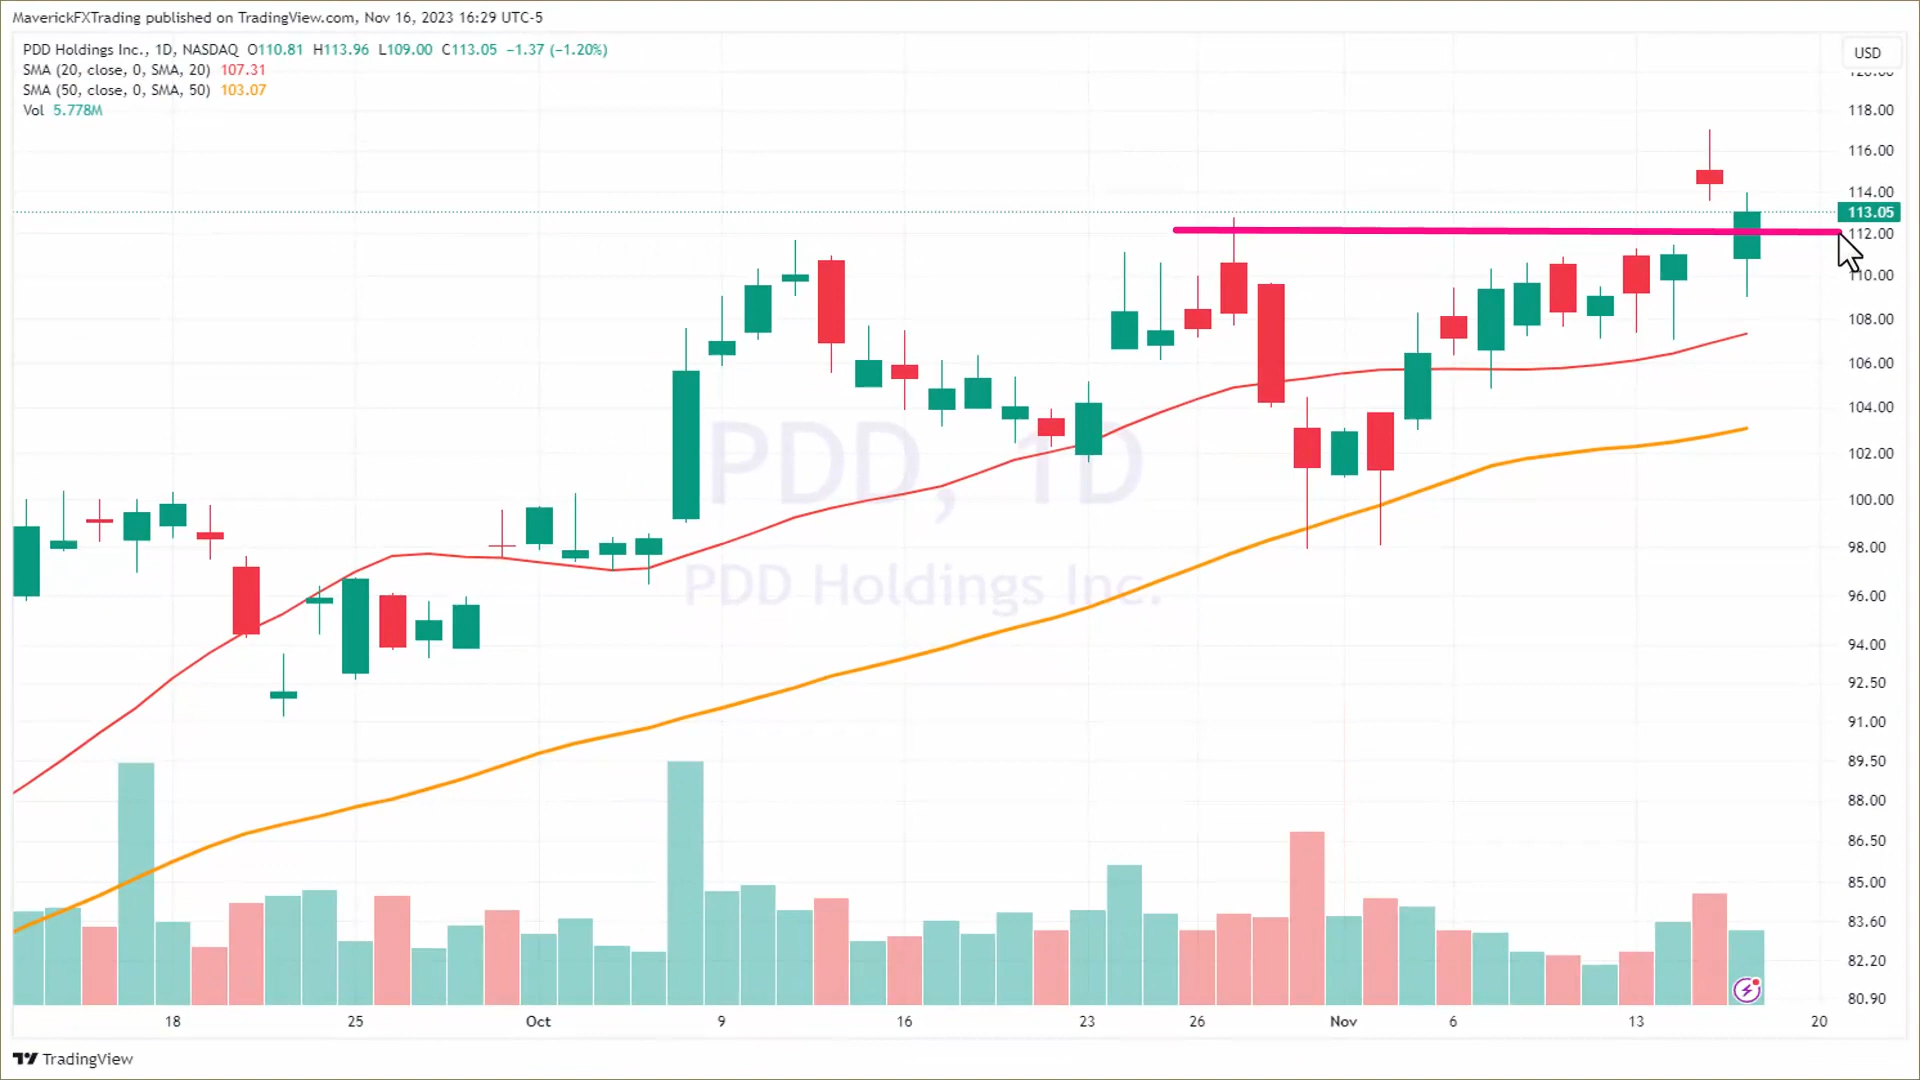 MaverickFXTrading published on TradingView.com, Nov 16, 2023 16:29 UTC-5
PDD Holdings Inc., 1D, NASDAQ O110.81 H113.96 L109.00 C113.05 −1.37 (−1.20%)
SMA (20, close, 0, SMA, 20) 107.31
SMA (50, close, 0, SMA, 50) 103.07
Vol 5.778M
USD
120.00
118.00
116.00
114.00
113.05
112.00
110.00
108.00
106.00
104.00
102.00
100.00
98.00
96.00
94.00
92.50
91.00
89.50
88.00
86.50
85.00
83.60
82.20
80.90
PDD, 1D
PDD Holdings Inc.
18 25 Oct 9 16 23 26 Nov 6 13 20
TradingView